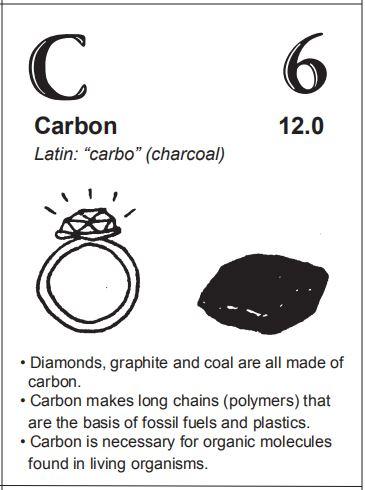 C 6
Carbon 12.0
Latin: “carbo” (charcoal)
• Diamonds, graphite and coal are all made of
carbon.
• Carbon makes long chains (polymers) that
are the basis of fossil fuels and plastics.
• Carbon is necessary for organic molecules
found in living organisms.